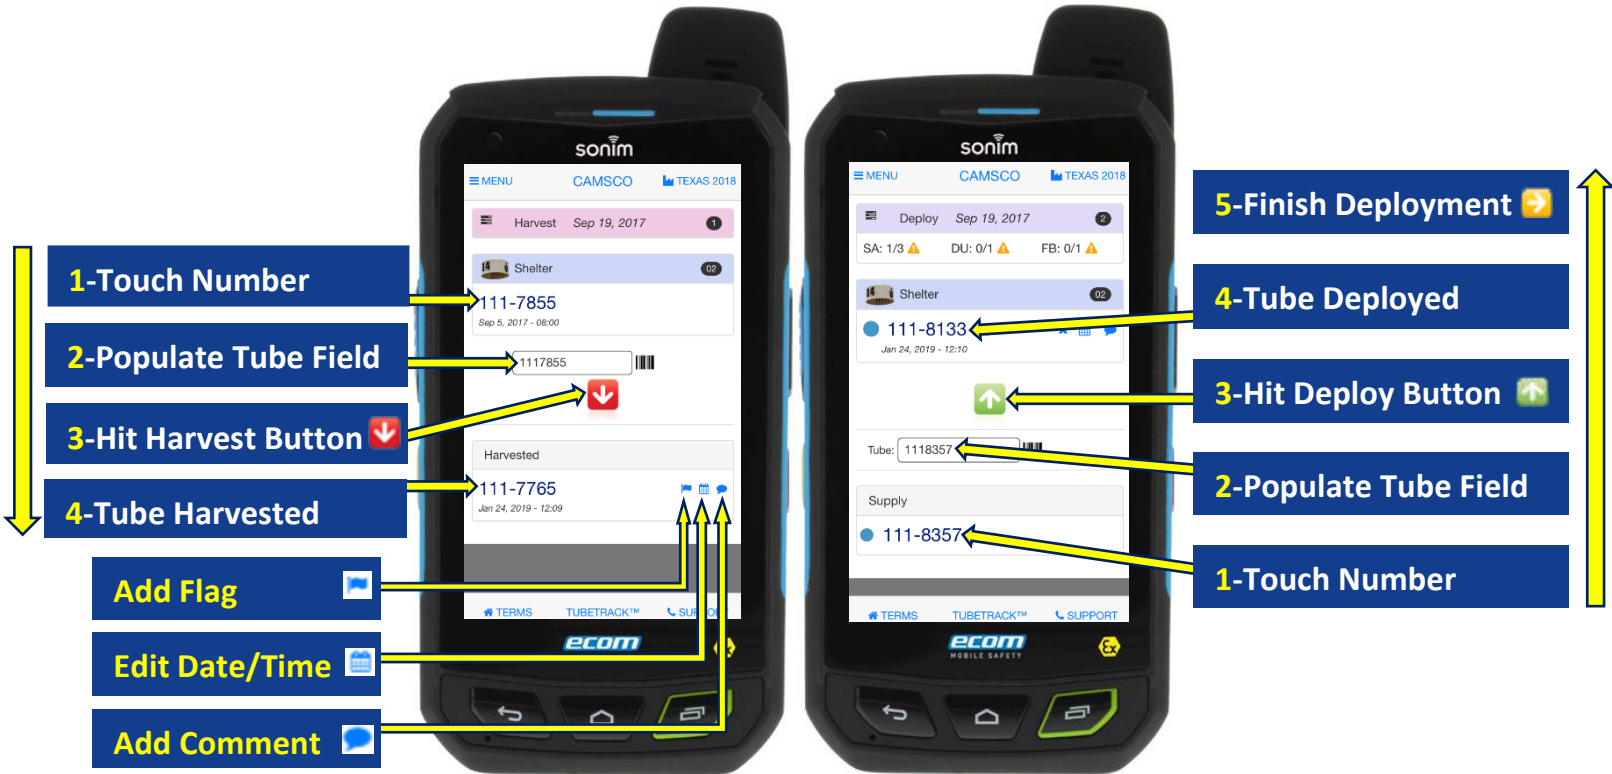 1-Touch Number
2-Populate Tube Field
3-Hit Harvest Button
4-Tube Harvested
Add Flag
Edit Date/Time
Add Comment
sonim
MENU CAMSCO TEXAS 2018
Harvest Sep 19, 2017 1
14 Shelter 02
111-7855
Sep 5, 2017 - 08:00
1117855
Harvested
111-7765
Jan 24, 2019 - 12:09
TERMS TUBETRACK™ SUPPORT
ecom
sonim
MENU CAMSCO TEXAS 2018
Deploy Sep 19, 2017 2
SA: 1/3 DU: 0/1 FB: 0/1
14 Shelter 02
111-8133
Jan 24, 2019 - 12:10
Tube: 1118357
Supply
111-8357
TERMS TUBETRACK™ SUPPORT
ecom
MOBILE SAFETY
Ex
5-Finish Deployment
4-Tube Deployed
3-Hit Deploy Button
2-Populate Tube Field
1-Touch Number